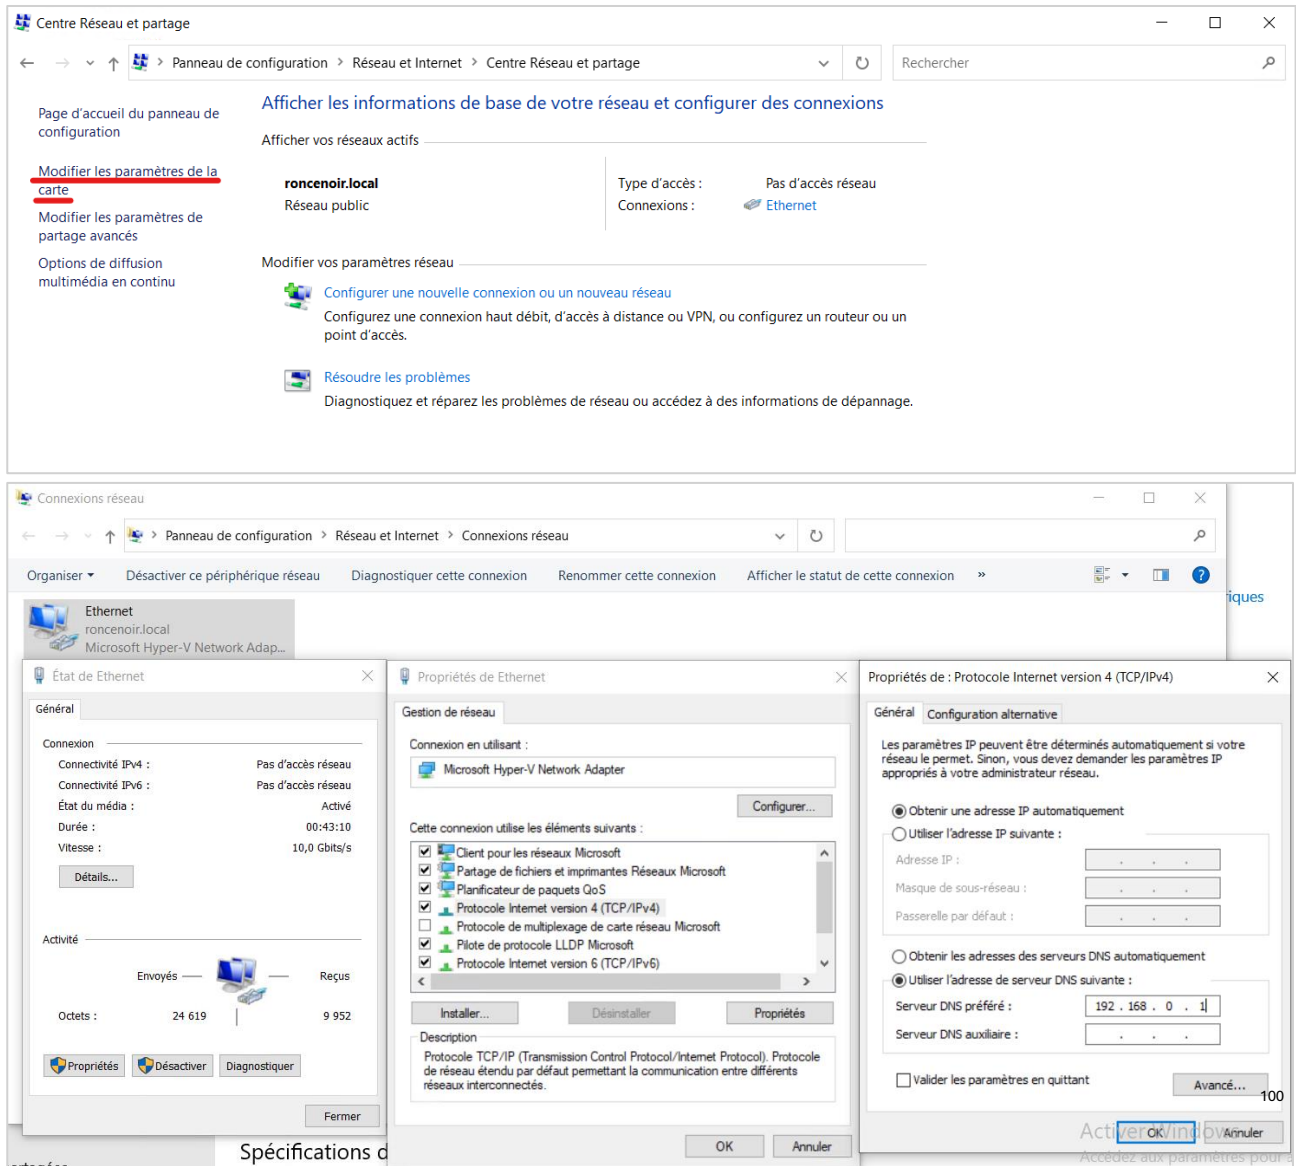 Centre Réseau et partage
Panneau de configuration > Réseau et Internet > Centre Réseau et partage
Rechercher
Page d'accueil du panneau de
configuration
Modifier les paramètres de la
carte
Modifier les paramètres de
partage avancés
Options de diffusion
multimédia en continu
Afficher les informations de base de votre réseau et configurer des connexions
Afficher vos réseaux actifs
roncenoir.local
Réseau public
Type d'accès : Pas d'accès réseau
Connexions : Ethernet
Modifier vos paramètres réseau
Configurer une nouvelle connexion ou un nouveau réseau
Configurez une connexion haut débit, d'accès à distance ou VPN, ou configurez un routeur ou un
point d'accès.
Résoudre les problèmes
Diagnostiquez et réparez les problèmes de réseau ou accédez à des informations de dépannage.
Connexions réseau
Panneau de configuration > Réseau et Internet > Connexions réseau
Organiser Désactiver ce périphérique réseau Diagnostiquer cette connexion Renommer cette connexion Afficher le statut de cette connexion »
Ethernet
roncenoir.local
Microsoft Hyper-V Network Adap...
iques
État de Ethernet
Général
Connexion
Connectivité IPv4 : Pas d'accès réseau
Connectivité IPv6 : Pas d'accès réseau
État du média : Activé
Durée : 00:43:10
Vitesse : 10,0 Gbits/s
Détails...
Activité
Envoyés Reçus
Octets : 24 619 9 952
Propriétés Désactiver Diagnostiquer
Fermer
Propriétés de Ethernet
Gestion de réseau
Connexion en utilisant :
Microsoft Hyper-V Network Adapter
Configurer...
Cette connexion utilise les éléments suivants :
Client pour les réseaux Microsoft
Partage de fichiers et imprimantes Réseaux Microsoft
Planificateur de paquets QoS
Protocole Internet version 4 (TCP/IPv4)
Protocole de multiplexage de carte réseau Microsoft
Pilote de protocole LLDP Microsoft
Protocole Internet version 6 (TCP/IPv6)
Installer... Désinstaller Propriétés
Description
Protocole TCP/IP (Transmission Control Protocol/Internet Protocol). Protocole
de réseau étendu par défaut permettant la communication entre différents
réseaux interconnectés.
OK Annuler
Propriétés de : Protocole Internet version 4 (TCP/IPv4)
Général Configuration alternative
Les paramètres IP peuvent être déterminés automatiquement si votre
réseau le permet. Sinon, vous devez demander les paramètres IP
appropriés à votre administrateur réseau.
Obtenir une adresse IP automatiquement
Utiliser l'adresse IP suivante :
Adresse IP : . . .
Masque de sous-réseau : . . .
Passerelle par défaut : . . .
Obtenir les adresses des serveurs DNS automatiquement
Utiliser l'adresse de serveur DNS suivante :
Serveur DNS préféré : 192 . 168 . 0 . 1
Serveur DNS auxiliaire : . . .
Valider les paramètres en quittant
Avancé...
100
Activer Windows
OK Annuler
Accédez aux paramètres pour
Spécifications d